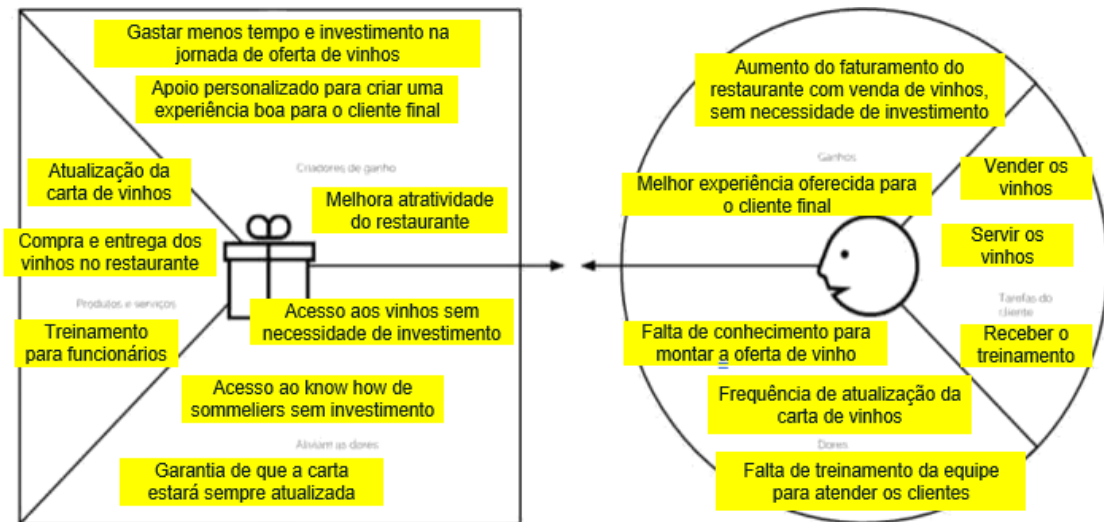 Gastar menos tempo e investimento na
jornada de oferta de vinhos
Apoio personalizado para criar uma
experiência boa para o cliente final
Criadores de ganho
Atualização da
carta de vinhos
Melhora atratividade
do restaurante
Compra e entrega dos
vinhos no restaurante
Produtos e serviços
Treinamento
para funcionários
Acesso aos vinhos sem
necessidade de investimento
Acesso ao know how de
sommeliers sem investimento
Aliviam as dores
Garantia de que a carta
estará sempre atualizada
Aumento do faturamento do
restaurante com venda de vinhos,
sem necessidade de investimento
Ganhos
Melhor experiência oferecida para
o cliente final
Vender os
vinhos
Servir os
vinhos
Tarefas do
cliente
Receber o
treinamento
Falta de conhecimento para
montar a oferta de vinho
Frequência de atualização da
carta de vinhos
Dores
Falta de treinamento da equipe
para atender os clientes